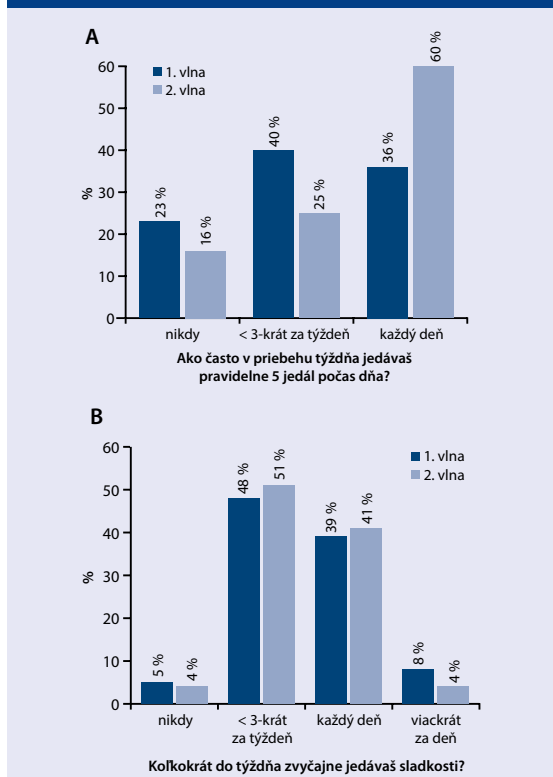 A
1. vlna
2. vlna
60
50
40
30
20
10
0
%
23 %
16 %
40 %
25 %
36 %
60 %
nikdy
< 3-krát za týždeň
každý deň
Ako často v priebehu týždňa jedávaš
pravidelne 5 jedál počas dňa?
B
1. vlna
2. vlna
60
50
40
30
20
10
0
%
5 %
4 %
48 %
51 %
39 %
41 %
8 %
4 %
nikdy
< 3-krát
za týždeň
každý deň
viackrát
za deň
Koľkokrát do týždňa zvyčajne jedávaš sladkosti?